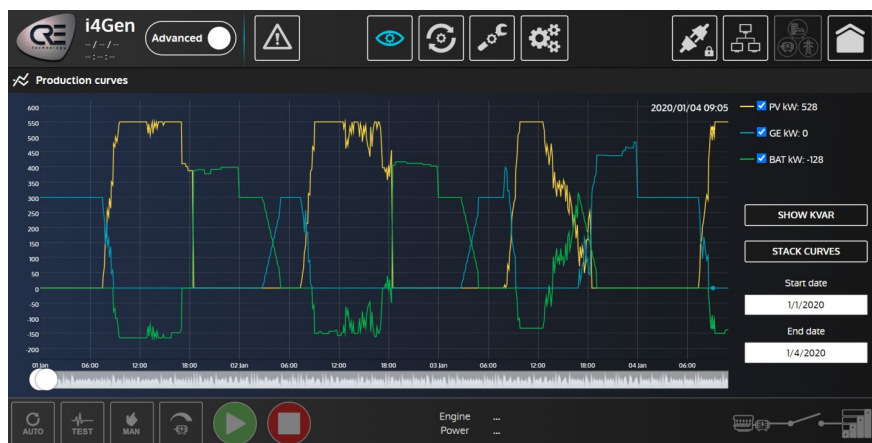 CRE
technology
i4Gen
-- / -- / --
-- : -- : --
Advanced
Production curves
2020/01/04 09:05
600
550
500
450
400
350
300
250
200
150
100
50
0
-50
-100
-150
-200
01 Jan 06:00 12:00 18:00 02 Jan 06:00 12:00 18:00 03 Jan 06:00 12:00 18:00 04 Jan 06:00
PV kW: 528
GE kW: 0
BAT kW: -128
SHOW KVAR
STACK CURVES
Start date
1/1/2020
End date
1/4/2020
AUTO
TEST
MAN
Engine ...
Power ...